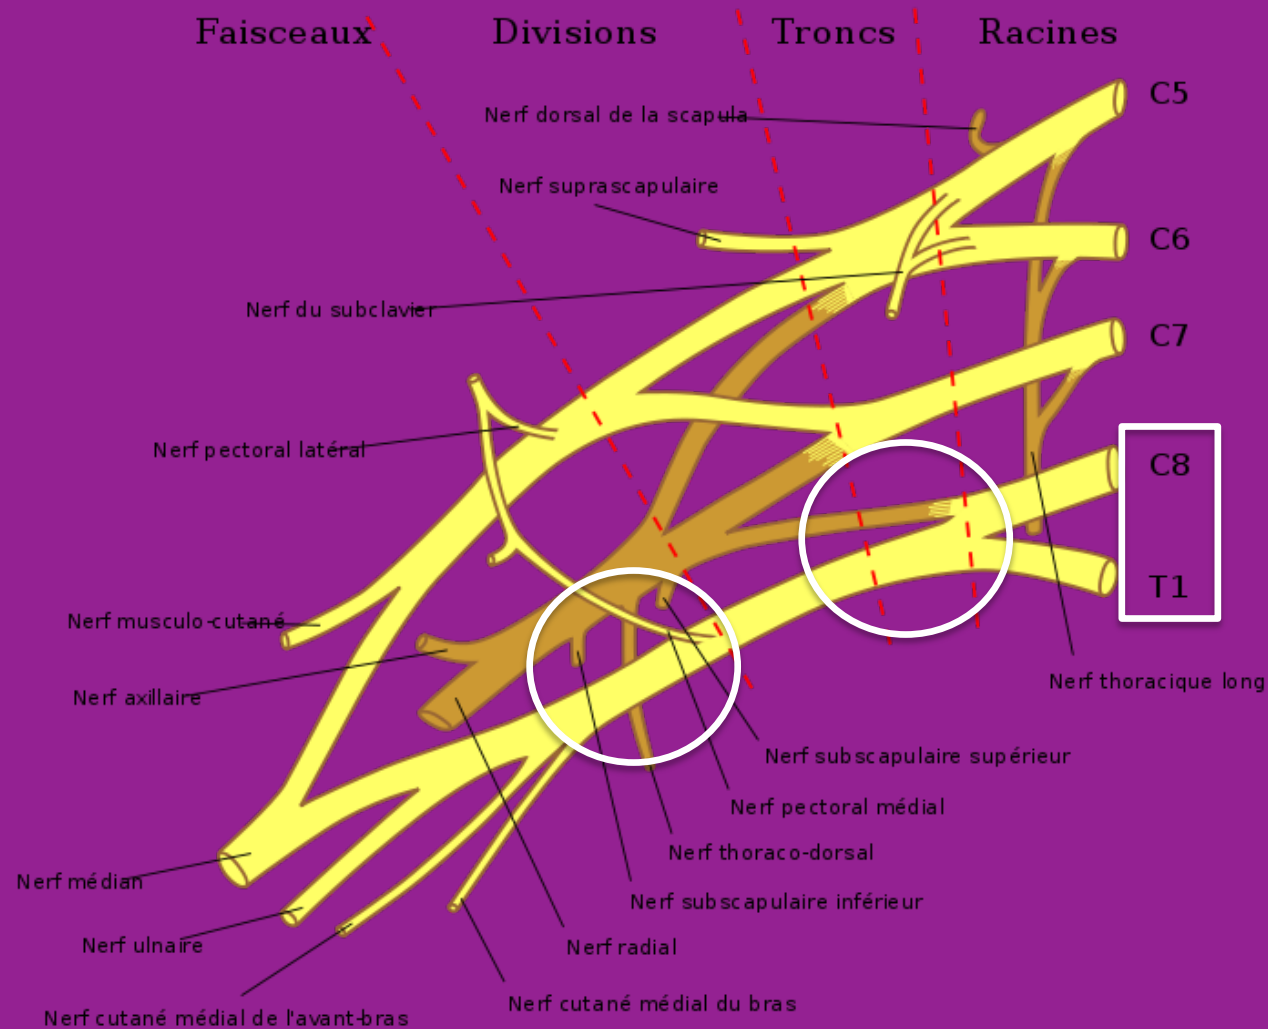 Faisceaux Divisions Troncs Racines
C5
Nerf dorsal de la scapula
Nerf suprascapulaire
C6
Nerf du subclavier
C7
Nerf pectoral latéral
C8
T1
Nerf musculo-cutané
Nerf thoracique long
Nerf axillaire
Nerf subscapulaire supérieur
Nerf pectoral médial
Nerf thoraco-dorsal
Nerf médian
Nerf subscapulaire inférieur
Nerf ulnaire
Nerf radial
Nerf cutané médial du bras
Nerf cutané médial de l'avant-bras